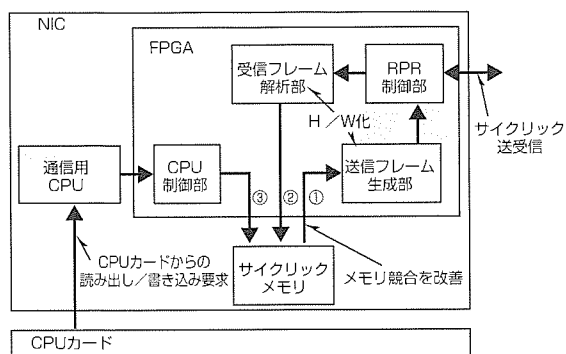 NIC
FPGA
受信フレーム
解析部
RPR
制御部
H／W化
サイクリック
送受信
通信用
CPU
CPU
制御部
送信フレーム
生成部
③
②
①
CPUカードからの
読み出し／書き込み要求
サイクリック
メモリ
メモリ競合を改善
CPUカード